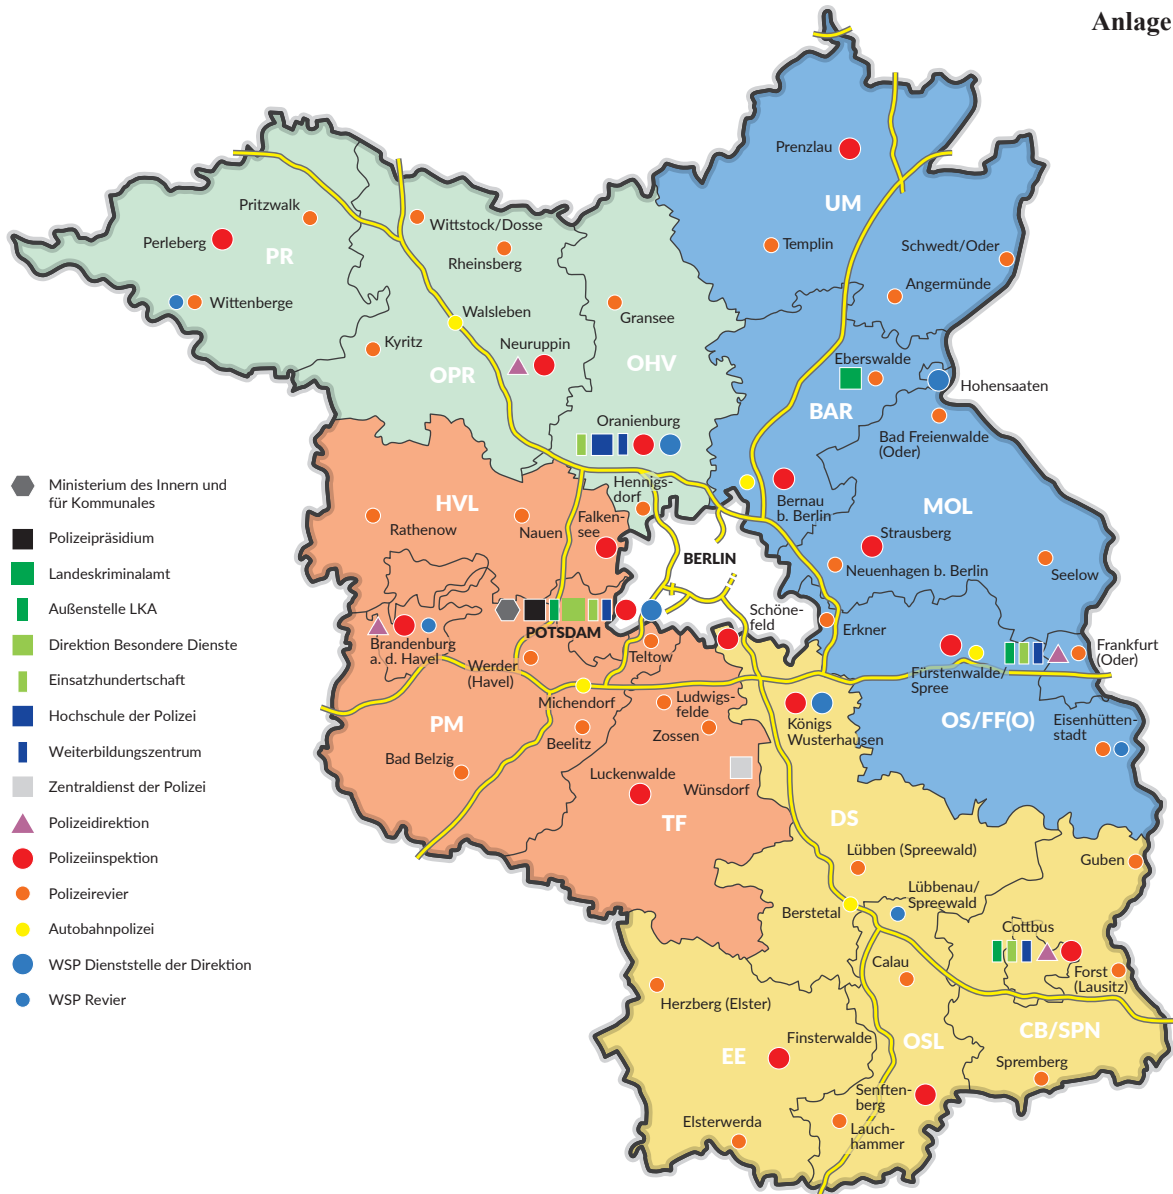 Anlage
Prenzlau
UM
Pritzwalk
Wittstock/Dosse
Perleberg
PR
Rheinsberg
Templin
Schwedt/Oder
Angermünde
Wittenberge
Walsleben
Gransee
Kyritz
Neuruppin
OPR
OHV
Eberswalde
Hohensaaten
BAR
Oranienburg
Bad Freienwalde
(Oder)
Hennigs-
dorf
Bernau
b. Berlin
MOL
HVL
Rathenow
Nauen
Falken-
see
Strausberg
BERLIN
Neuenhagen b. Berlin
Seelow
Schöne-
feld
Erkner
POTSDAM
Brandenburg
a. d. Havel
Werder
(Havel)
Teltow
Frankfurt
(Oder)
Fürstenwalde/
Spree
Michendorf
Ludwigs-
felde
PM
Beelitz
Zossen
Königs
Wusterhausen
OS/FF(O)
Eisenhütten-
stadt
Bad Belzig
Luckenwalde
Wünsdorf
TF
DS
Lübben (Spreewald)
Guben
Lübbenau/
Spreewald
Berstetal
Cottbus
Calau
Forst
(Lausitz)
Herzberg (Elster)
Finsterwalde
EE
OSL
CB/SPN
Spremberg
Senften-
berg
Elsterwerda
Lauch-
hammer
Ministerium des Innern und
für Kommunales
Polizeipräsidium
Landeskriminalamt
Außenstelle LKA
Direktion Besondere Dienste
Einsatzhundertschaft
Hochschule der Polizei
Weiterbildungszentrum
Zentraldienst der Polizei
Polizeidirektion
Polizeiinspektion
Polizeirevier
Autobahnpolizei
WSP Dienststelle der Direktion
WSP Revier